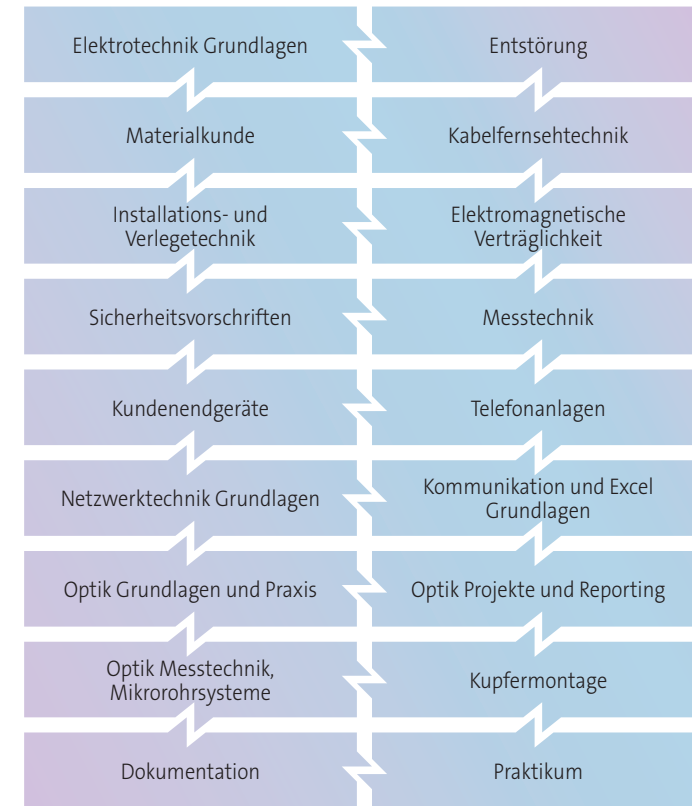 Elektrotechnik Grundlagen
Entstörung
Materialkunde
Kabelfernsehtechnik
Installations- und
Verlegetechnik
Elektromagnetische
Verträglichkeit
Sicherheitsvorschriften
Messtechnik
Kundenendgeräte
Telefonanlagen
Netzwerktechnik Grundlagen
Kommunikation und Excel
Grundlagen
Optik Grundlagen und Praxis
Optik Projekte und Reporting
Optik Messtechnik,
Mikrorohrsysteme
Kupfermontage
Dokumentation
Praktikum